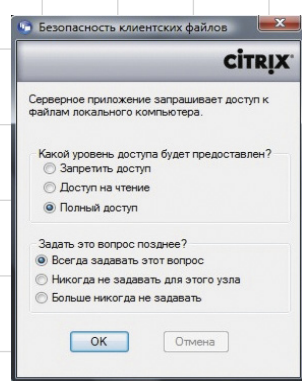 Безопасность клиентских файлов
CITRIX
Серверное приложение запрашивает доступ к
файлам локального компьютера.
Какой уровень доступа будет предоставлен?
Запретить доступ
Доступ на чтение
Полный доступ
Задать это вопрос позднее?
Всегда задавать этот вопрос
Никогда не задавать для этого узла
Больше никогда не задавать
OK
Отмена